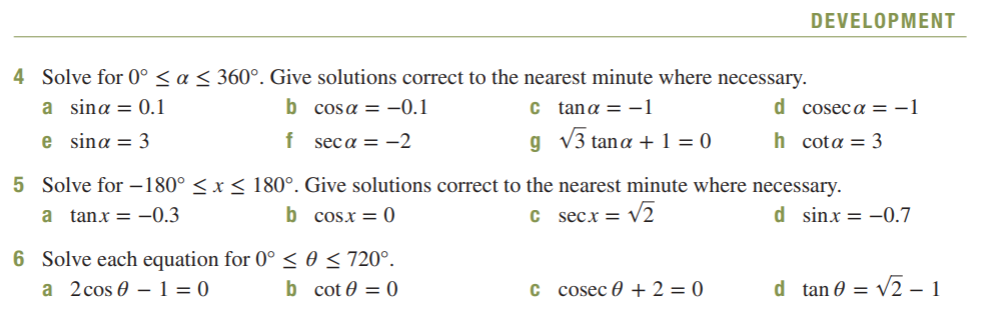 DEVELOPMENT
4 Solve for 0° ≤ α ≤ 360°. Give solutions correct to the nearest minute where necessary.
a sin α = 0.1 b cos α = −0.1 c tan α = −1 d cosec α = −1
e sin α = 3 f sec α = −2 g √3 tan α + 1 = 0 h cot α = 3
5 Solve for −180° ≤ x ≤ 180°. Give solutions correct to the nearest minute where necessary.
a tan x = −0.3 b cos x = 0 c sec x = √2 d sin x = −0.7
6 Solve each equation for 0° ≤ θ ≤ 720°.
a 2 cos θ − 1 = 0 b cot θ = 0 c cosec θ + 2 = 0 d tan θ = √2 − 1